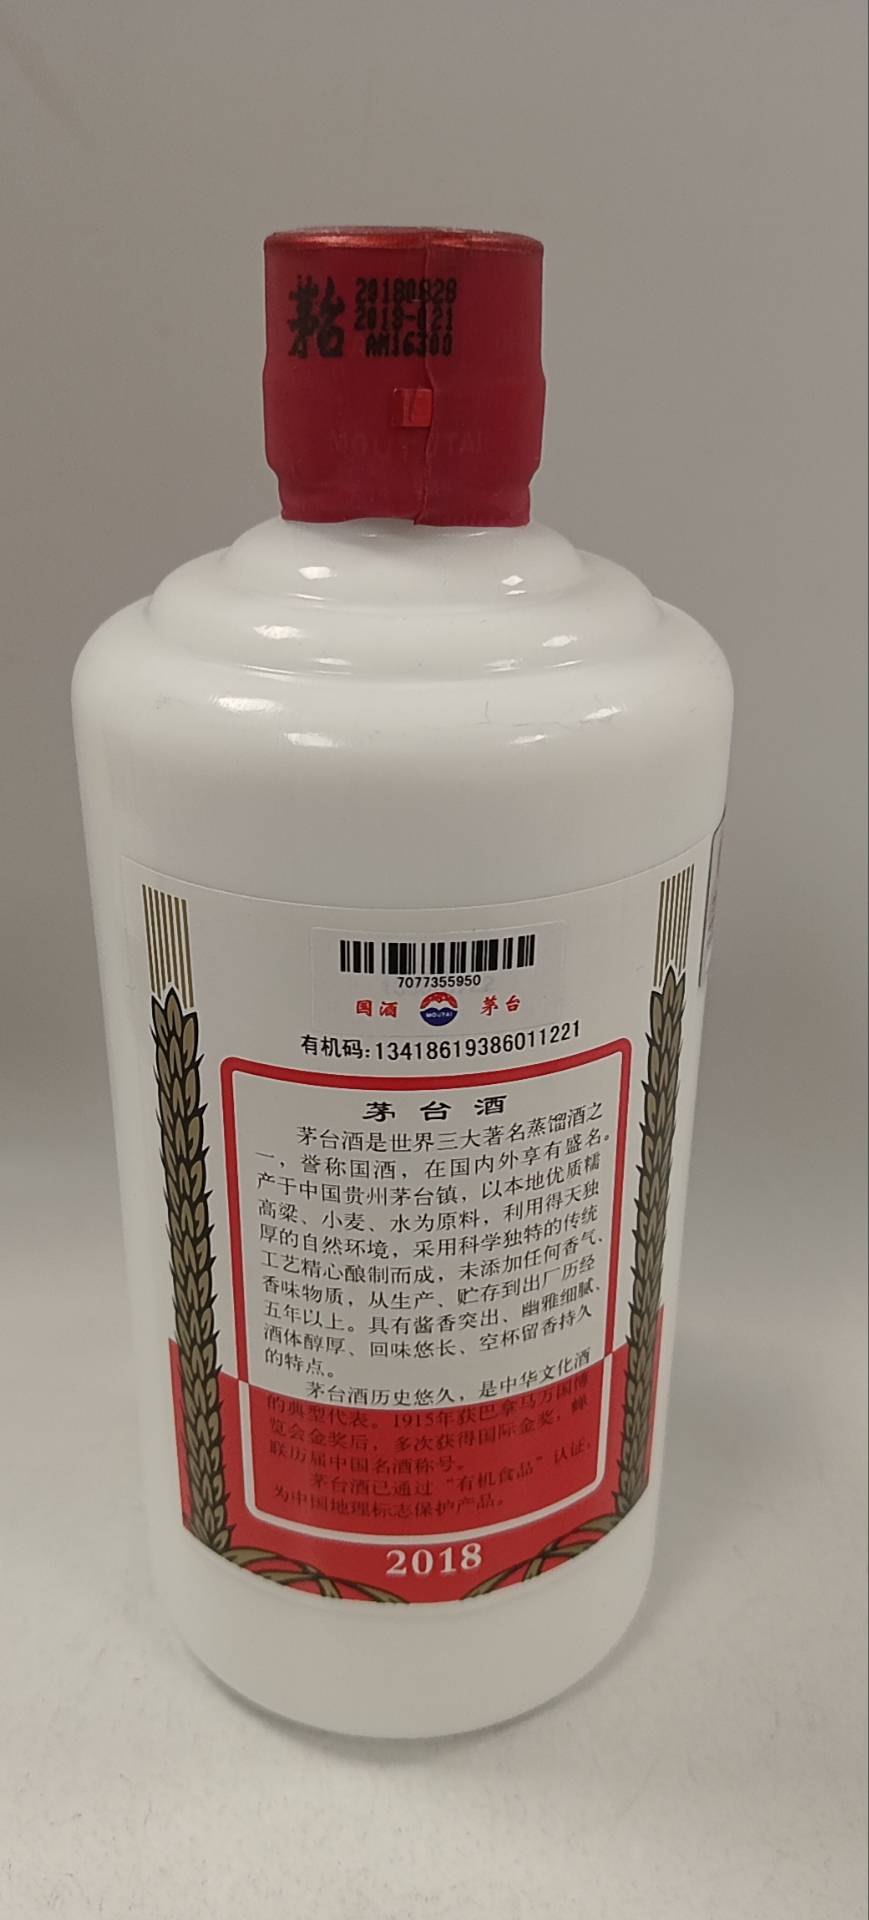 茅台
20180828
2018-021
AM16300
MOUTAI
7077355950
国酒 MOUTAI 茅台
有机码:13418619386011221
茅台酒
茅台酒是世界三大著名蒸馏酒之
一，誉称国酒，在国内外享有盛名。
产于中国贵州茅台镇，以本地优质糯
高粱、小麦、水为原料，利用得天独
厚的自然环境，采用科学独特的传统
工艺精心酿制而成，未添加任何香气、
香味物质，从生产、贮存到出厂历经
五年以上。具有酱香突出、幽雅细腻、
酒体醇厚、回味悠长、空杯留香持久
的特点。
茅台酒历史悠久，是中华文化酒
的典型代表。1915年获巴拿马万国博
览会金奖后，多次获得国际金奖，蝉
联历届中国名酒称号。
茅台酒已通过“有机食品”认证，
为中国地理标志保护产品。
2018